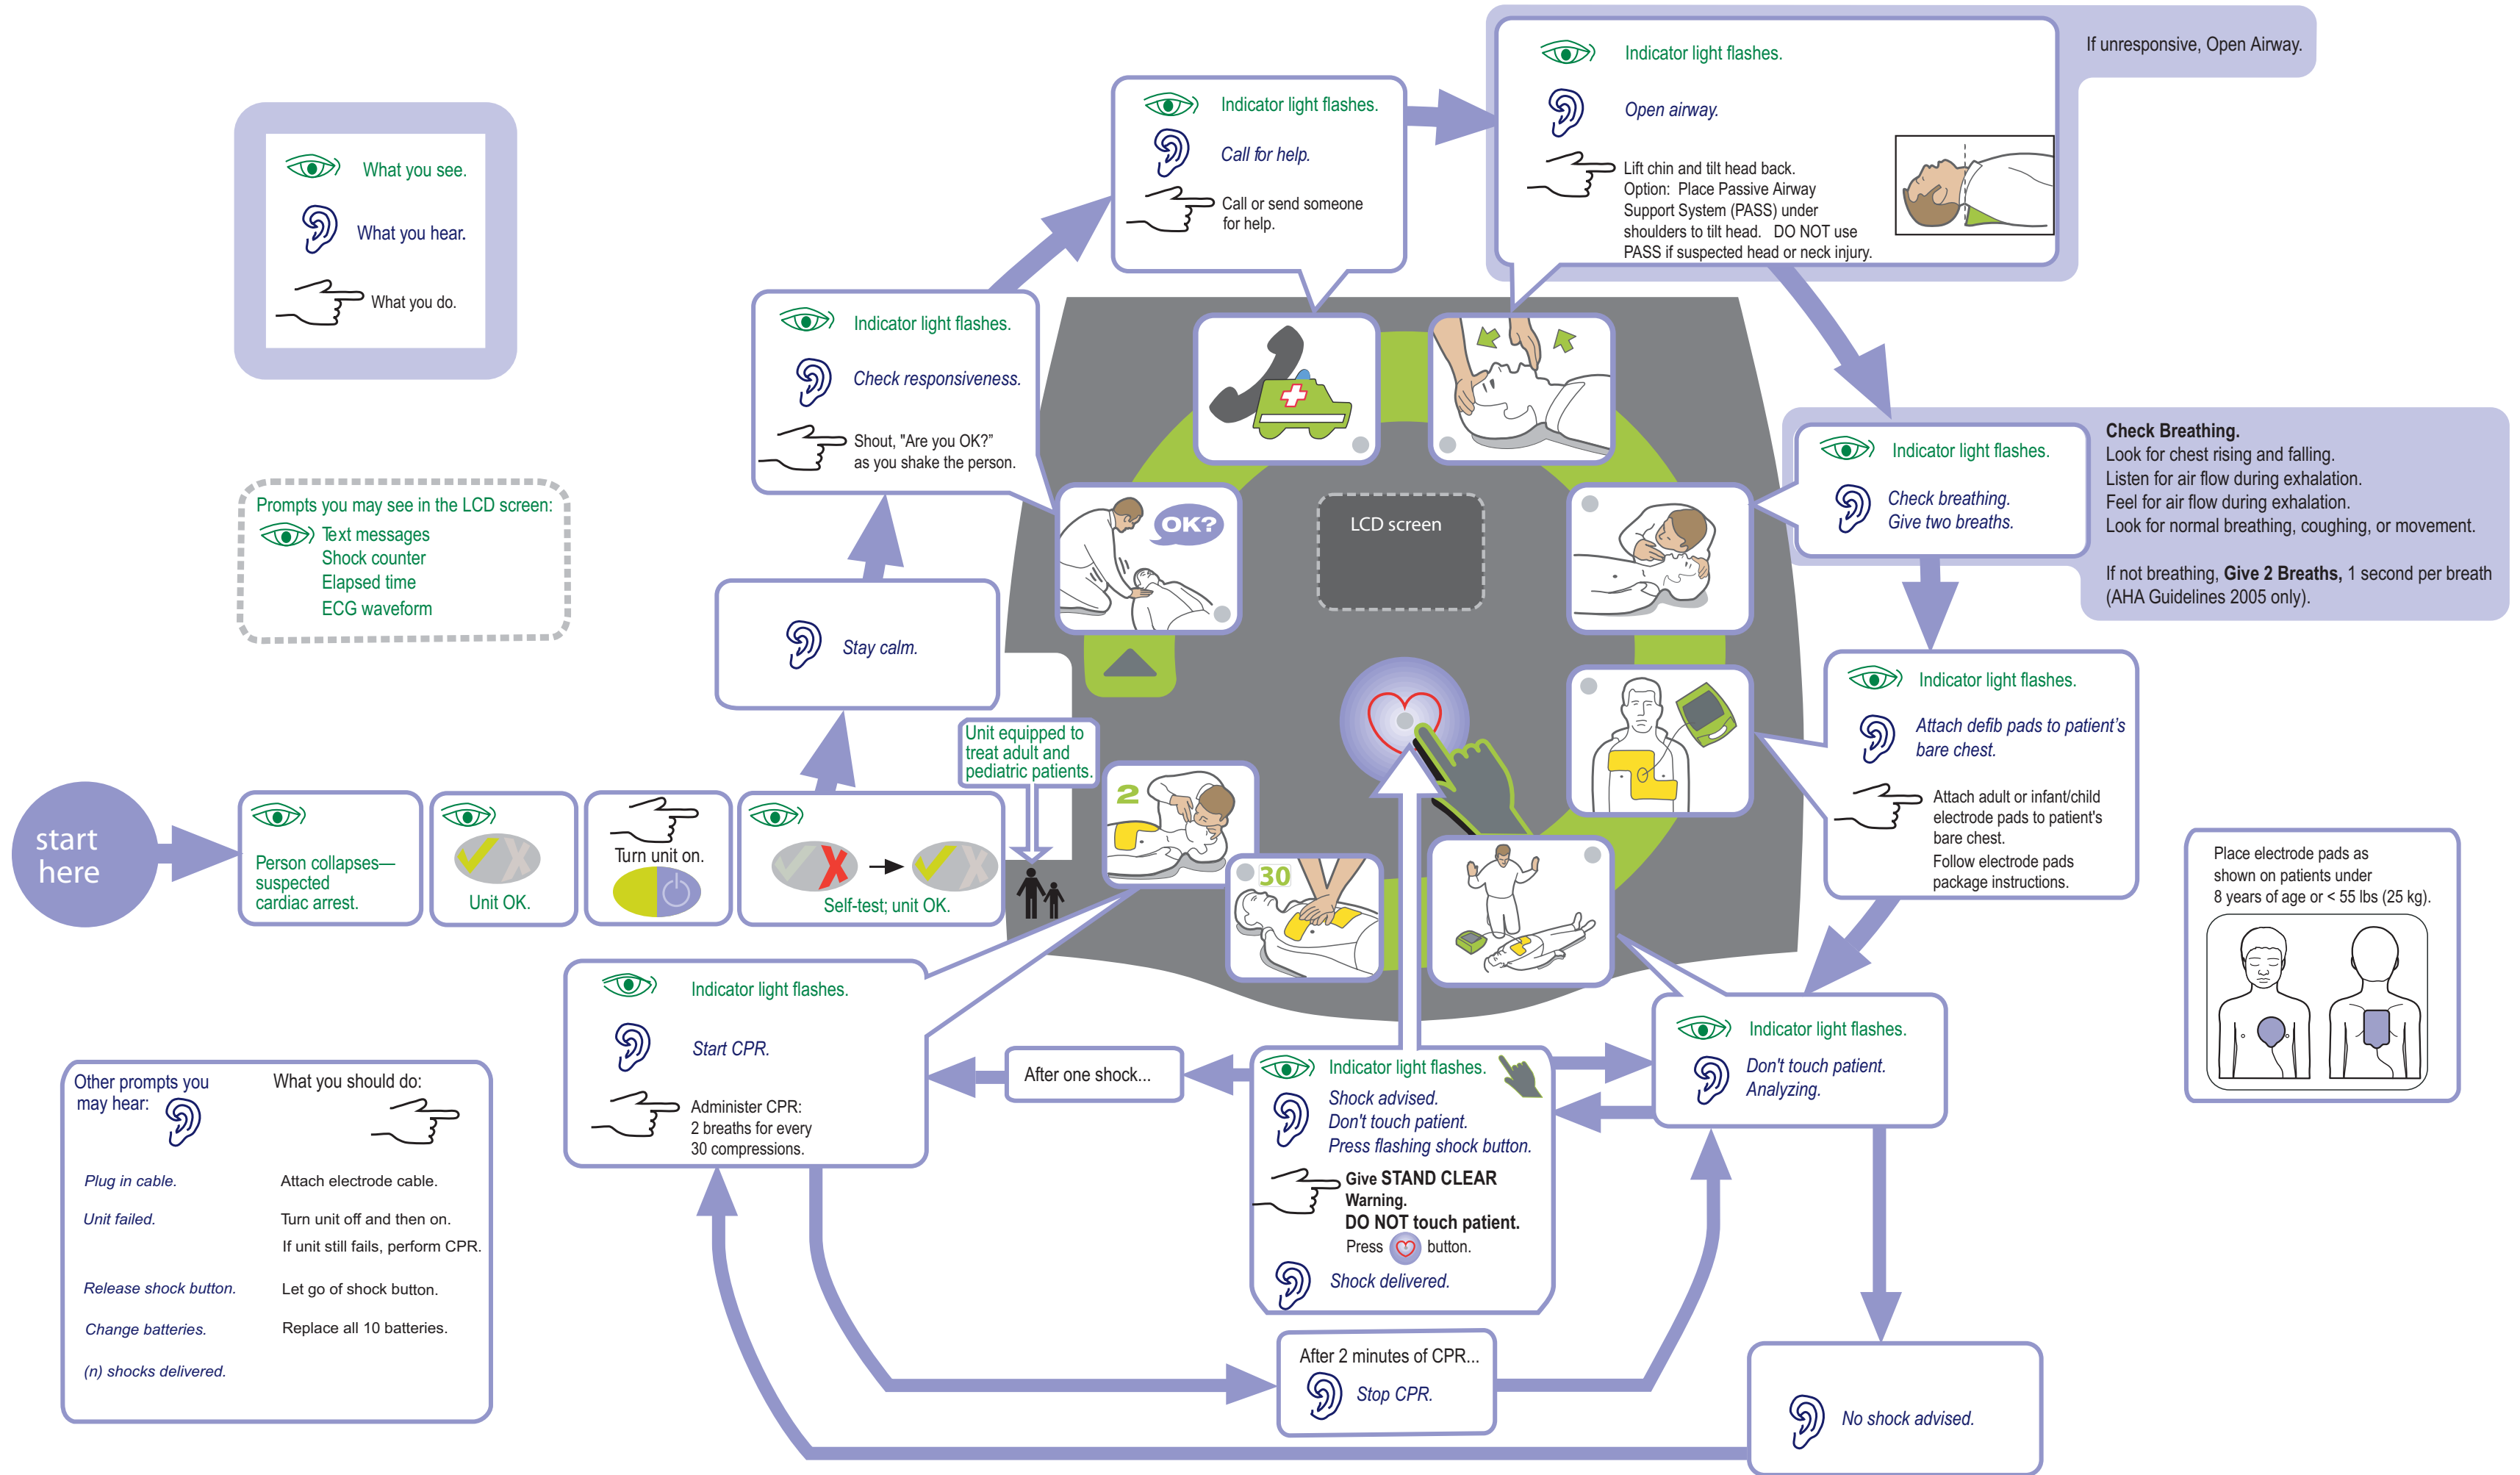 What you see.
What you hear.
What you do.
Prompts you may see in the LCD screen:
Text messages
Shock counter
Elapsed time
ECG waveform
start
here
Person collapses—
suspected
cardiac arrest.
Unit OK.
Turn unit on.
Self-test; unit OK.
Unit equipped to
treat adult and
pediatric patients.
Stay calm.
Indicator light flashes.
Check responsiveness.
Shout, "Are you OK?”
as you shake the person.
Indicator light flashes.
Call for help.
Call or send someone
for help.
Indicator light flashes.
Open airway.
Lift chin and tilt head back.
Option: Place Passive Airway
Support System (PASS) under
shoulders to tilt head. DO NOT use
PASS if suspected head or neck injury.
If unresponsive, Open Airway.
Indicator light flashes.
Check breathing.
Give two breaths.
Check Breathing.
Look for chest rising and falling.
Listen for air flow during exhalation.
Feel for air flow during exhalation.
Look for normal breathing, coughing, or movement.
If not breathing, Give 2 Breaths, 1 second per breath
(AHA Guidelines 2005 only).
OK?
LCD screen
2
30
Indicator light flashes.
Attach defib pads to patient’s
bare chest.
Attach adult or infant/child
electrode pads to patient's
bare chest.
Follow electrode pads
package instructions.
Place electrode pads as
shown on patients under
8 years of age or < 55 lbs (25 kg).
Indicator light flashes.
Don't touch patient.
Analyzing.
Indicator light flashes.
Shock advised.
Don't touch patient.
Press flashing shock button.
Give STAND CLEAR
Warning.
DO NOT touch patient.
Press button.
Shock delivered.
After one shock...
Indicator light flashes.
Start CPR.
Administer CPR:
2 breaths for every
30 compressions.
After 2 minutes of CPR...
Stop CPR.
No shock advised.
Other prompts you
may hear:
What you should do:
Plug in cable.
Attach electrode cable.
Unit failed.
Turn unit off and then on.
If unit still fails, perform CPR.
Release shock button.
Let go of shock button.
Change batteries.
Replace all 10 batteries.
(n) shocks delivered.